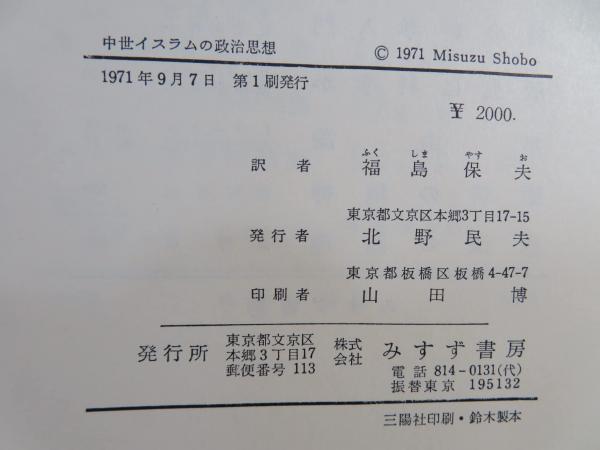 中世イスラムの政治思想
© 1971 Misuzu Shobo
1971年9月7日 第1刷発行
¥ 2000.
ふく しま やす お
訳者 福島保夫
東京都文京区本郷3丁目17-15
発行者 北野民夫
東京都板橋区板橋4-47-7
印刷者 山田博
発行所 東京都文京区本郷3丁目17郵便番号 113 株式会社 みすず書房
電話 814-0131(代)
振替東京 195132
三陽社印刷・鈴木製本